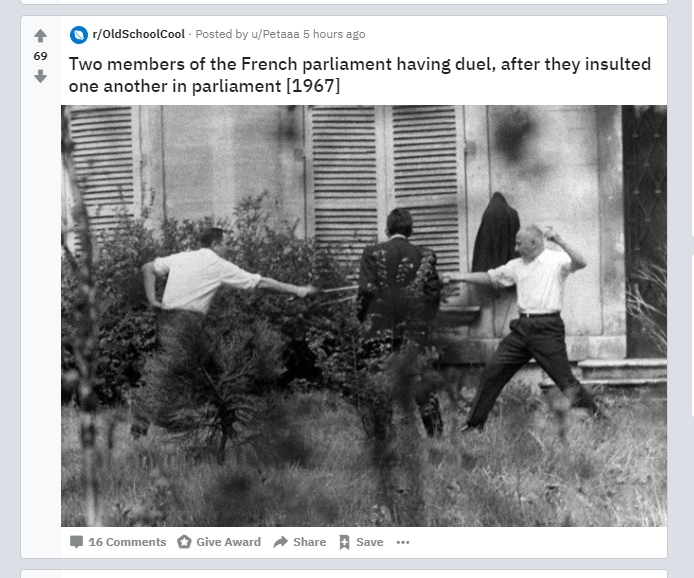 r/OldSchoolCool · Posted by u/Petaaa 5 hours ago
69
Two members of the French parliament having duel, after they insulted
one another in parliament [1967]
16 Comments Give Award Share Save ...